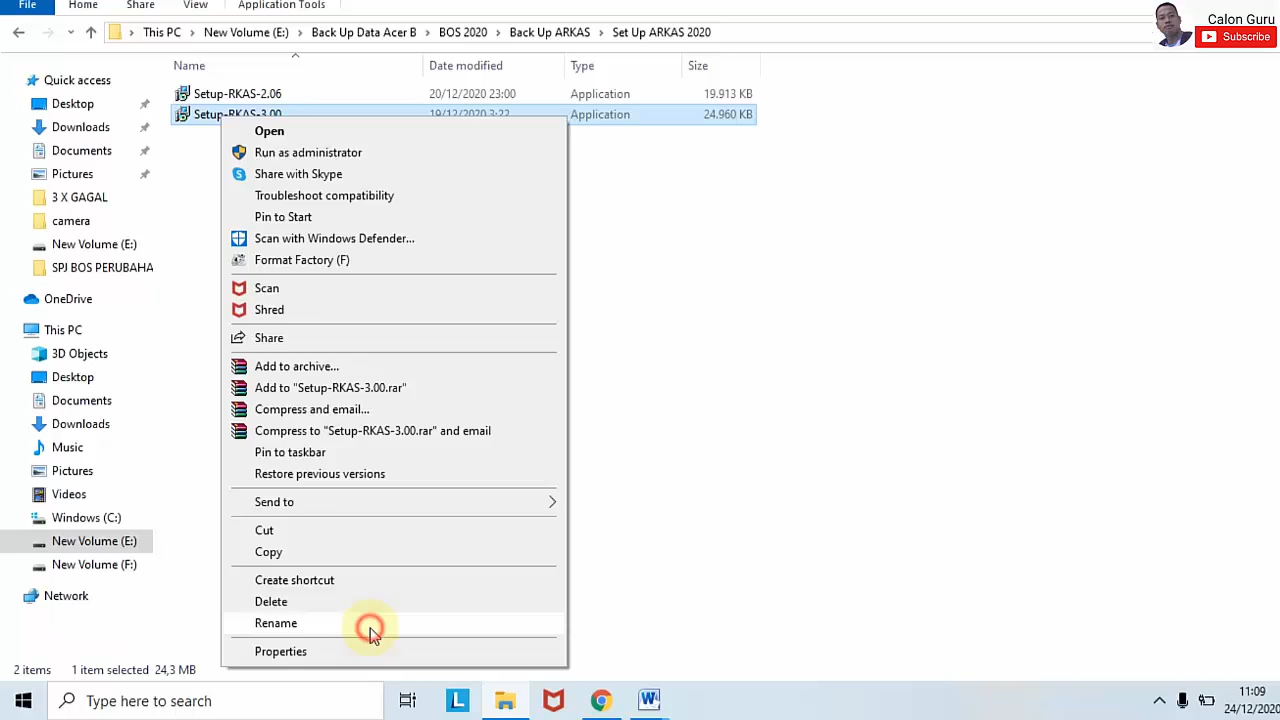 File Home Share View Application Tools
Calon Guru
Subscribe
This PC New Volume (E:) Back Up Data Acer B BOS 2020 Back Up ARKAS Set Up ARKAS 2020
Name Date modified Type Size
Quick access
Desktop
Downloads
Documents
Pictures
3 X GAGAL
camera
New Volume (E:)
SPJ BOS PERUBAHA
OneDrive
This PC
3D Objects
Desktop
Documents
Downloads
Music
Pictures
Videos
Windows (C:)
New Volume (E:)
New Volume (F:)
Network
Setup-RKAS-2.06 20/12/2020 23:00 Application 19.913 KB
Setup-RKAS-3.00 19/12/2020 3:22 Application 24.960 KB
Open
Run as administrator
Share with Skype
Troubleshoot compatibility
Pin to Start
Scan with Windows Defender...
Format Factory (F)
Scan
Shred
Share
Add to archive...
Add to "Setup-RKAS-3.00.rar"
Compress and email...
Compress to "Setup-RKAS-3.00.rar" and email
Pin to taskbar
Restore previous versions
Send to
Cut
Copy
Create shortcut
Delete
Rename
Properties
2 items 1 item selected 24,3 MB
Type here to search
L
W
11:09
24/12/2020